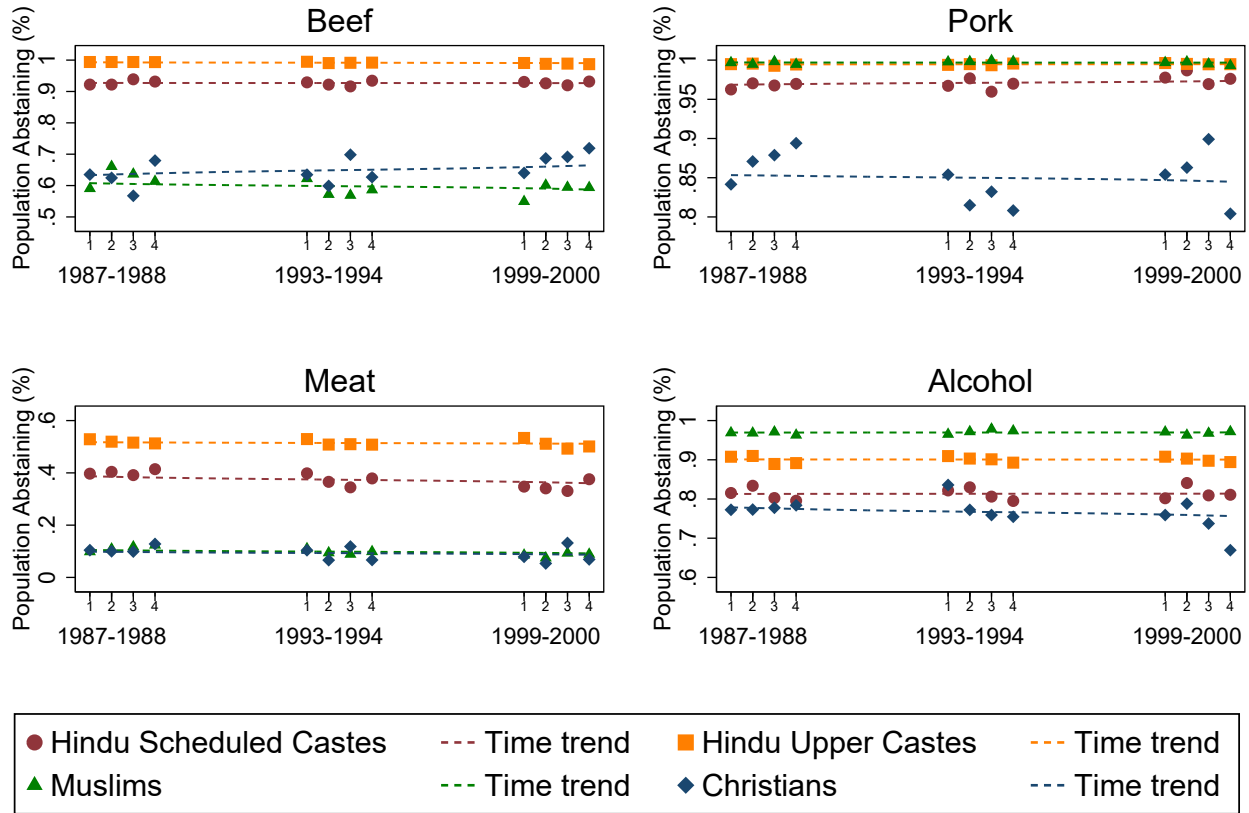 Beef
Population Abstaining (%)
1
.9
.8
.7
.6
.5
1 2 3 4 1 2 3 4 1 2 3 4
1987-1988 1993-1994 1999-2000
Pork
Population Abstaining (%)
1
.95
.9
.85
.8
1 2 3 4 1 2 3 4 1 2 3 4
1987-1988 1993-1994 1999-2000
Meat
Population Abstaining (%)
.6
.4
.2
0
1 2 3 4 1 2 3 4 1 2 3 4
1987-1988 1993-1994 1999-2000
Alcohol
Population Abstaining (%)
1
.9
.8
.7
.6
1 2 3 4 1 2 3 4 1 2 3 4
1987-1988 1993-1994 1999-2000
Hindu Scheduled Castes Time trend Hindu Upper Castes Time trend
Muslims Time trend Christians Time trend